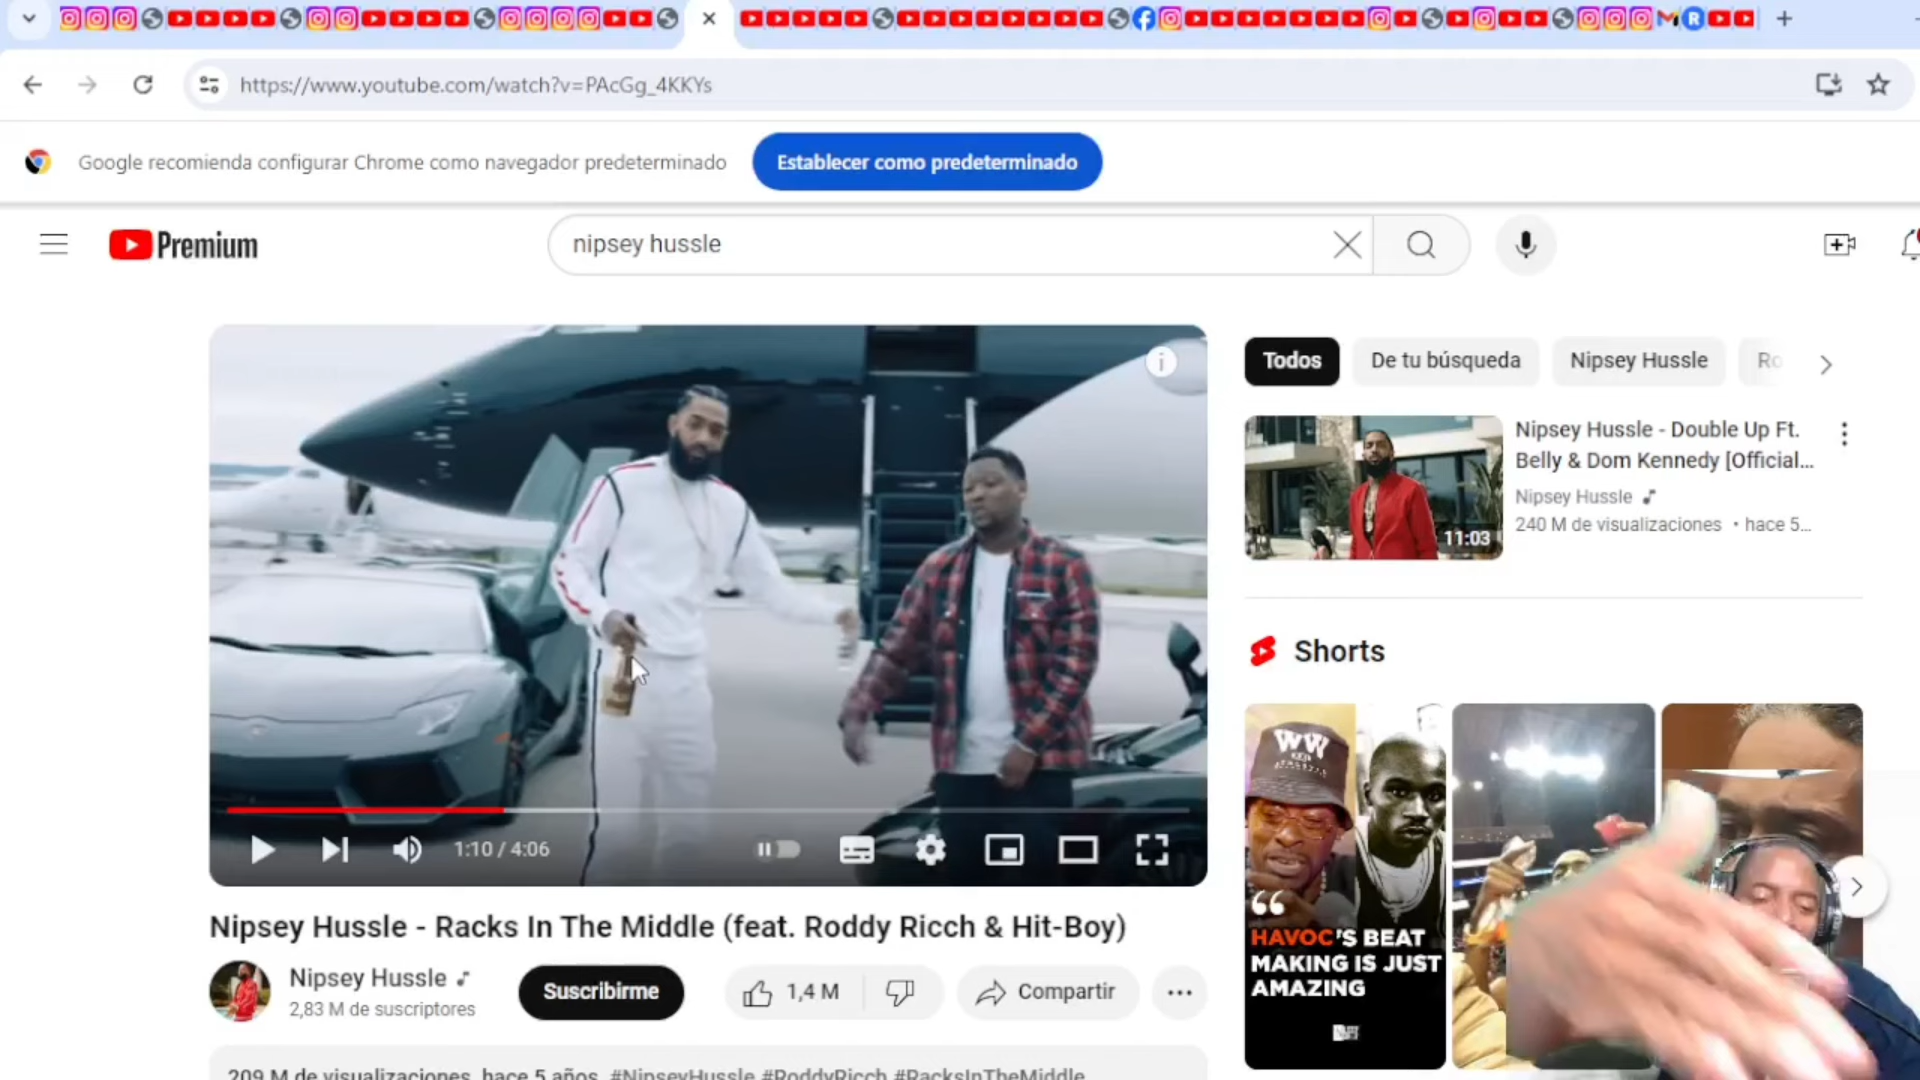 https://www.youtube.com/watch?v=PAcGg_4KKYs
Google recomienda configurar Chrome como navegador predeterminado
Establecer como predeterminado
Premium
nipsey hussle
Todos
De tu búsqueda
Nipsey Hussle
Ro
Nipsey Hussle - Double Up Ft.
Belly & Dom Kennedy [Official...
Nipsey Hussle
240 M de visualizaciones • hace 5...
11:03
Shorts
1:10 / 4:06
WW
HAVOC'S BEAT
MAKING IS JUST
AMAZING
Nipsey Hussle - Racks In The Middle (feat. Roddy Ricch & Hit-Boy)
Nipsey Hussle
2,83 M de suscriptores
Suscribirme
1,4 M
Compartir
209 M de visualizaciones hace 5 años #NipseyHussle #RoddyRicch #RacksInTheMiddle